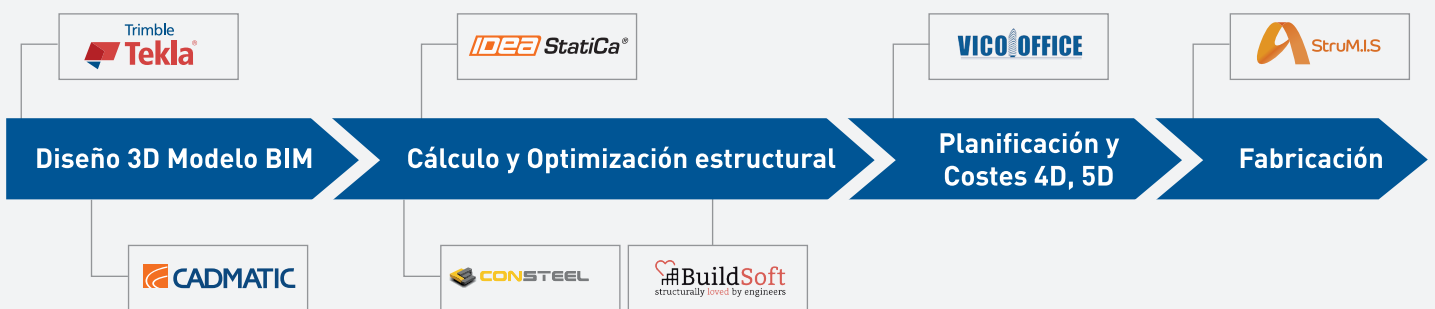 Trimble
Tekla®
IDEA StatiCa®
VICO OFFICE
StruM.I.S
Diseño 3D Modelo BIM
Cálculo y Optimización estructural
Planificación y
Costes 4D, 5D
Fabricación
CADMATIC
CONSTEEL
BuildSoft
structurally loved by engineers